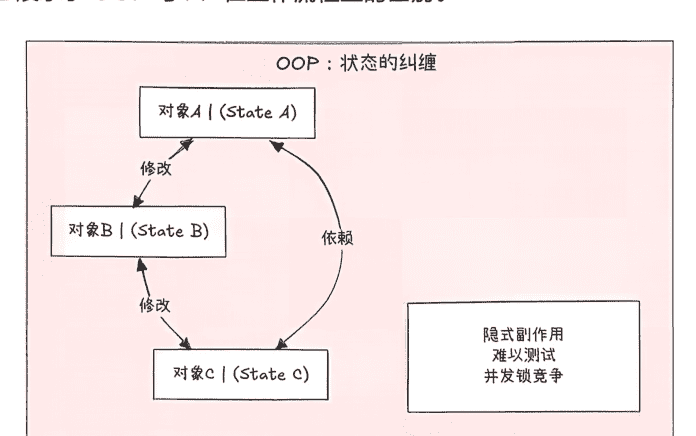 OOP：状态的纠缠
对象A | (State A)
修改
对象B | (State B)
依赖
修改
对象C | (State C)
隐式副作用
难以测试
并发锁竞争